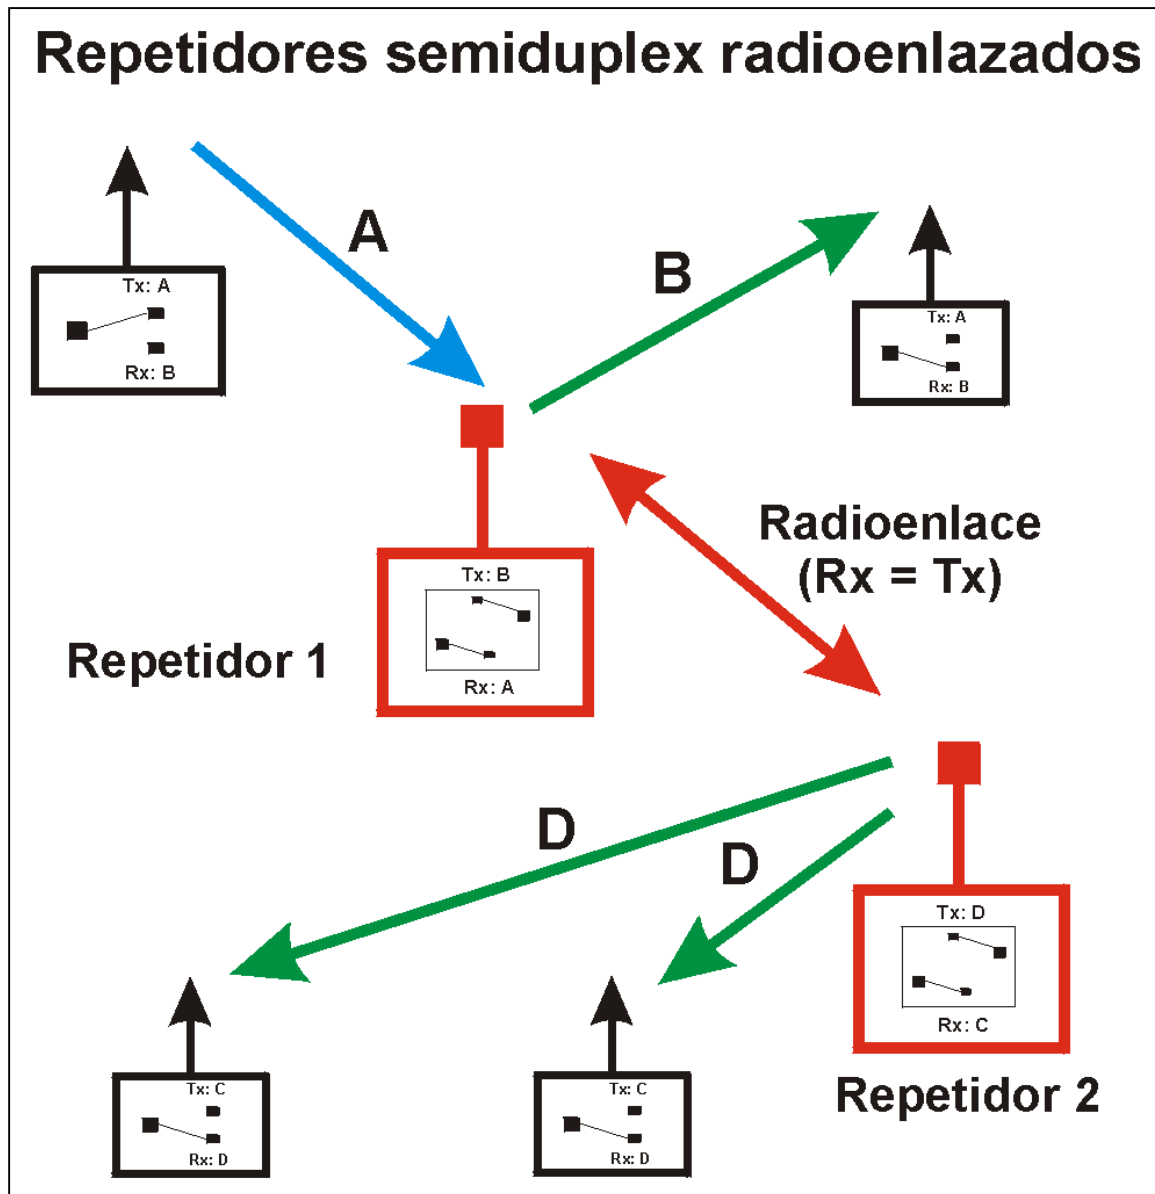 Repetidores semiduplex radioenlazados
A
B
Tx: A
Rx: B
Tx: A
Rx: B
Radioenlace
(Rx = Tx)
Tx: B
Rx: A
Repetidor 1
D
D
Tx: D
Rx: C
Repetidor 2
Tx: C
Rx: D
Tx: C
Rx: D